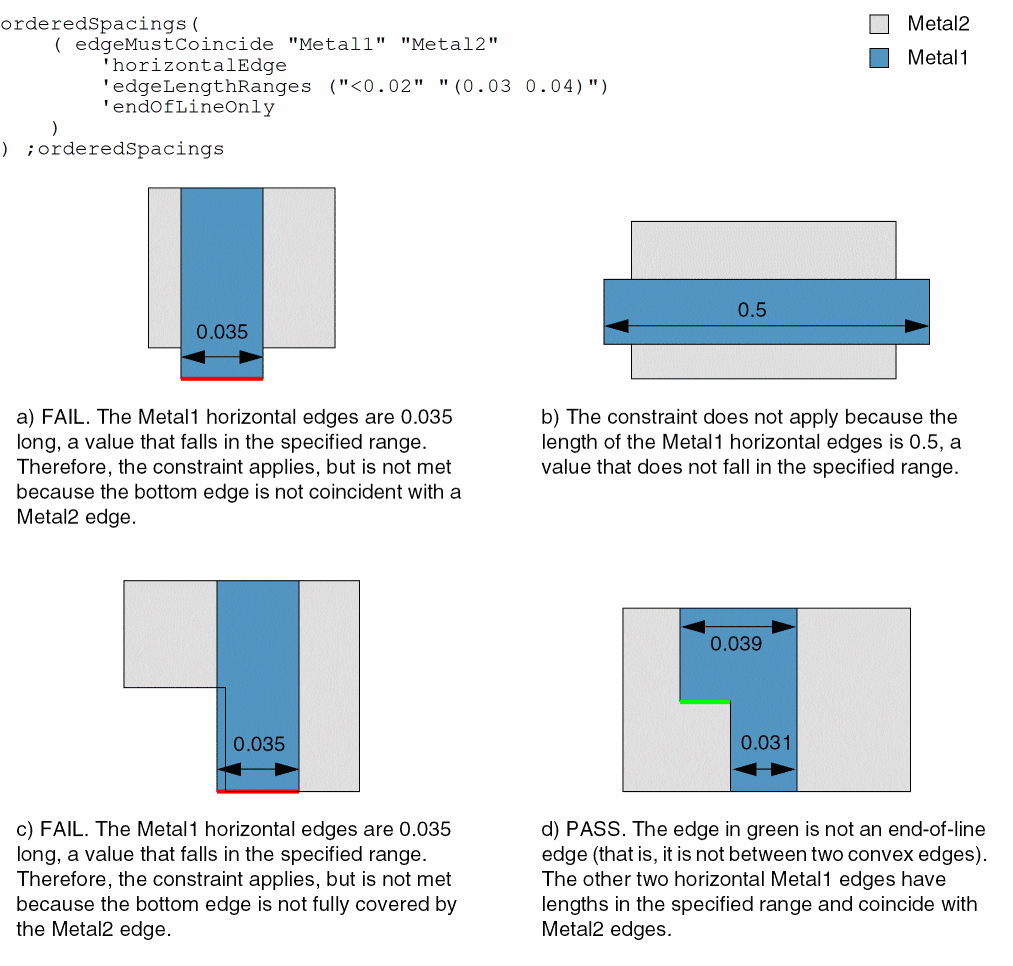 orderedSpacings(
    ( edgeMustCoincide "Metal1" "Metal2"
        'horizontalEdge
        'edgeLengthRanges ("<0.02" "(0.03 0.04)")
        'endOfLineOnly
    )
) ;orderedSpacings
Metal2
Metal1
0.035
0.5
a) FAIL. The Metal1 horizontal edges are 0.035
long, a value that falls in the specified range.
Therefore, the constraint applies, but is not met
because the bottom edge is not coincident with a
Metal2 edge.
b) The constraint does not apply because the
length of the Metal1 horizontal edges is 0.5, a
value that does not fall in the specified range.
0.035
0.039
0.031
c) FAIL. The Metal1 horizontal edges are 0.035
long, a value that falls in the specified range.
Therefore, the constraint applies, but is not met
because the bottom edge is not fully covered by
the Metal2 edge.
d) PASS. The edge in green is not an end-of-line
edge (that is, it is not between two convex edges).
The other two horizontal Metal1 edges have
lengths in the specified range and coincide with
Metal2 edges.